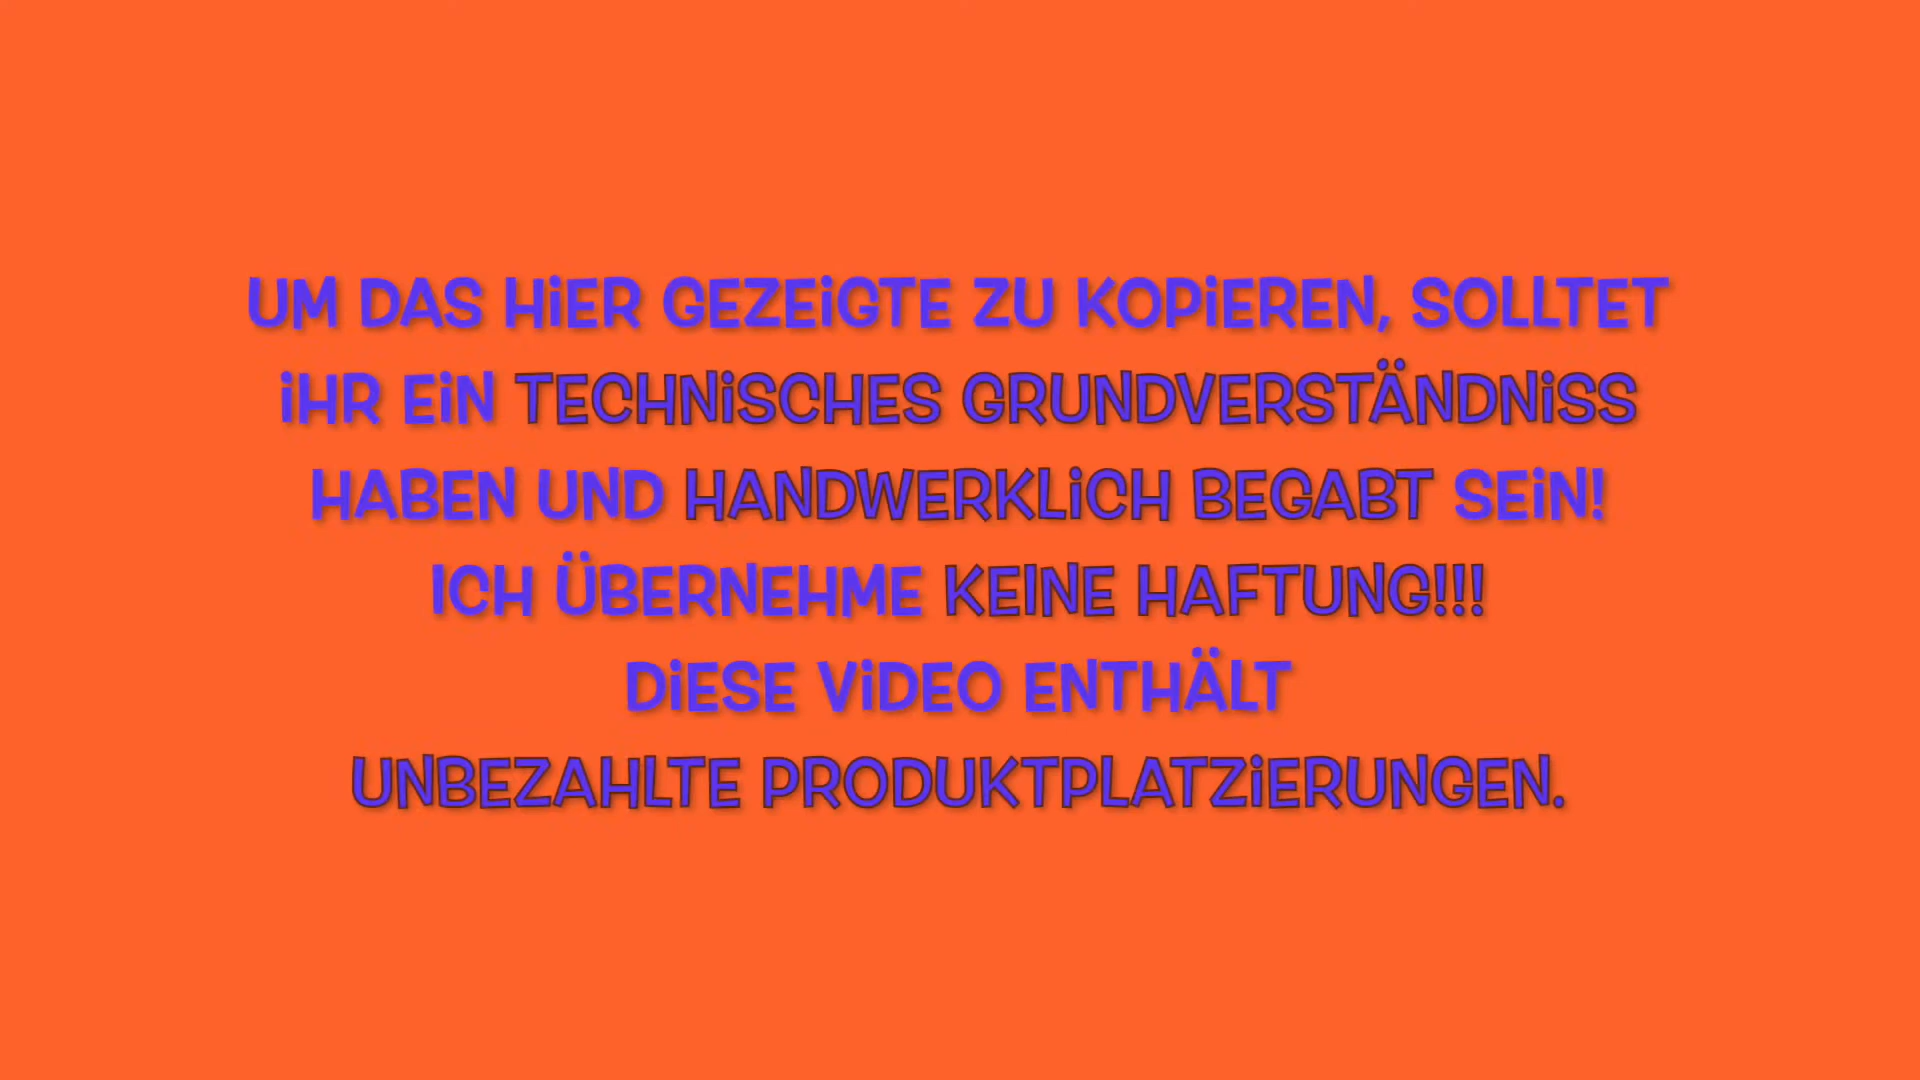 UM DAS HiER GEZEiGTE ZU KOPiEREN, SOLLTET
iHR EiN TECHNiSCHES GRUNDVERSTÄNDNiSS
HABEN UND HANDWERKLiCH BEGABT SEiN!
ICH ÜBERNEHME KEINE HAFTUNG!!!
DiESE ViDEO ENTHÄLT
UNBEZAHLTE PRODUKTPLATZiERUNGEN.